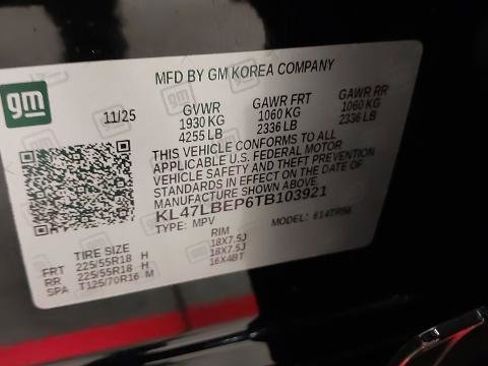 MFD BY GM KOREA COMPANY
gm
11/25 GVWR GAWR FRT GAWR RR
1930 KG 1060 KG 1060 KG
4255 LB 2336 LB 2336 LB
THIS VEHICLE CONFORMS TO ALL
APPLICABLE U.S. FEDERAL MOTOR
VEHICLE SAFETY AND THEFT PREVENTION
STANDARDS IN EFFECT ON THE DATE OF
MANUFACTURE SHOWN ABOVE.
KL47LBEP6TB103921
TYPE: MPV MODEL:
TIRE SIZE RIM
FRT 225/55R18 H 18X7.5J
RR 225/55R18 H 18X7.5J
SPA T125/70R16 M 16X4BT